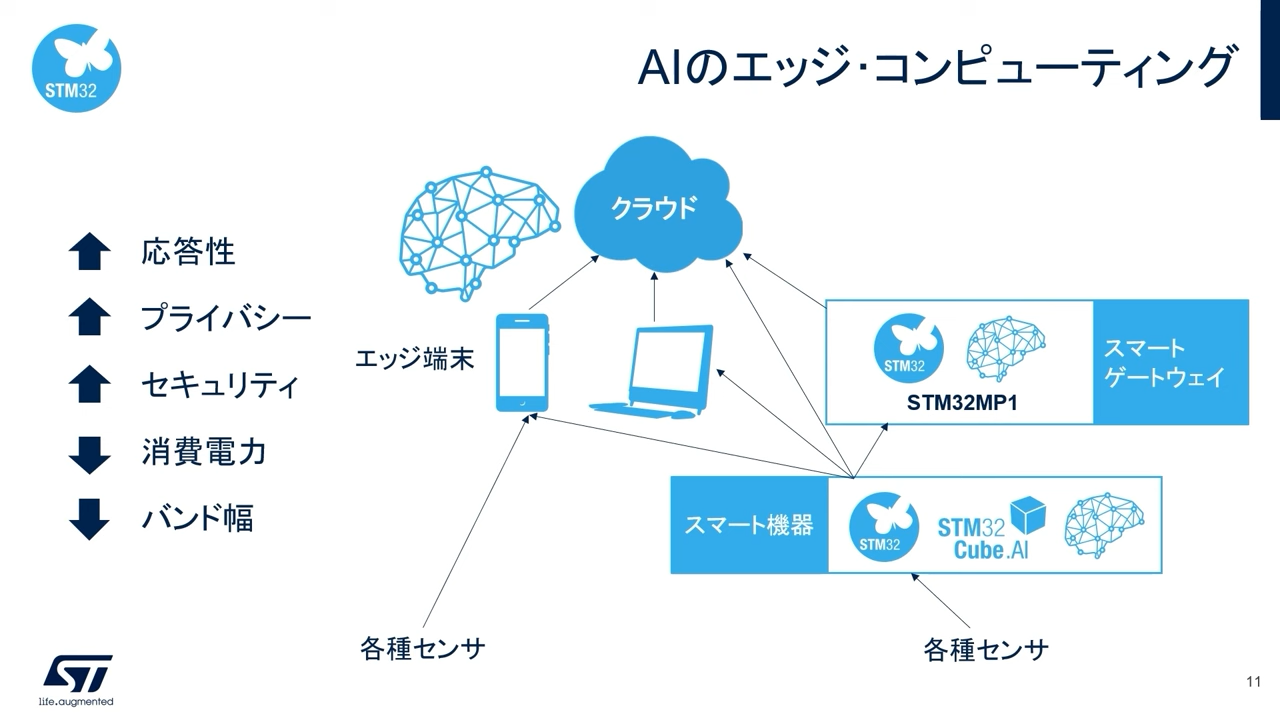 STM32
AIのエッジ・コンピューティング
クラウド
応答性
プライバシー
セキュリティ
消費電力
バンド幅
エッジ端末
STM32
STM32MP1
スマート
ゲートウェイ
スマート機器
STM32
STM32
Cube.AI
各種センサ
各種センサ
ST
life.augmented
11